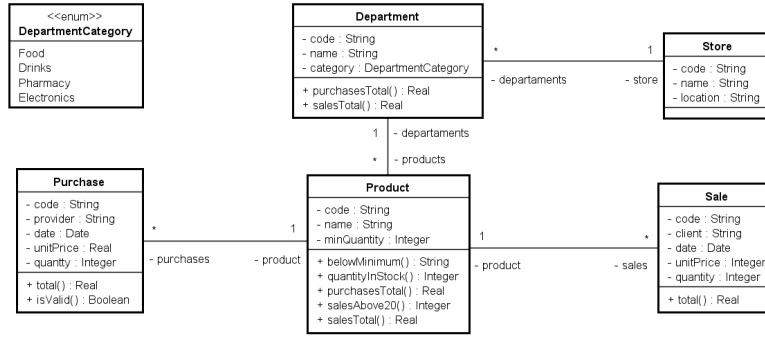 <<enum>>
DepartmentCategory
Food
Drinks
Pharmacy
Electronics
Department
- code : String
- name : String
- category : DepartmentCategory
+ purchasesTotal() : Real
+ salesTotal() : Real
* 1
- departaments - store
Store
- code : String
- name : String
- location : String
1 - departaments
* - products
Purchase
- code : String
- provider : String
- date : Date
- unitPrice : Real
- quantty : Integer
+ total() : Real
+ isValid() : Boolean
* 1
- purchases - product
Product
- code : String
- name : String
- minQuantity : Integer
+ belowMinimum() : String
+ quantityInStock() : Integer
+ purchasesTotal() : Real
+ salesAbove20() : Integer
+ salesTotal() : Real
1 *
- product - sales
Sale
- code : String
- client : String
- date : Date
- unitPrice : Integer
- quantity : Integer
+ total() : Real